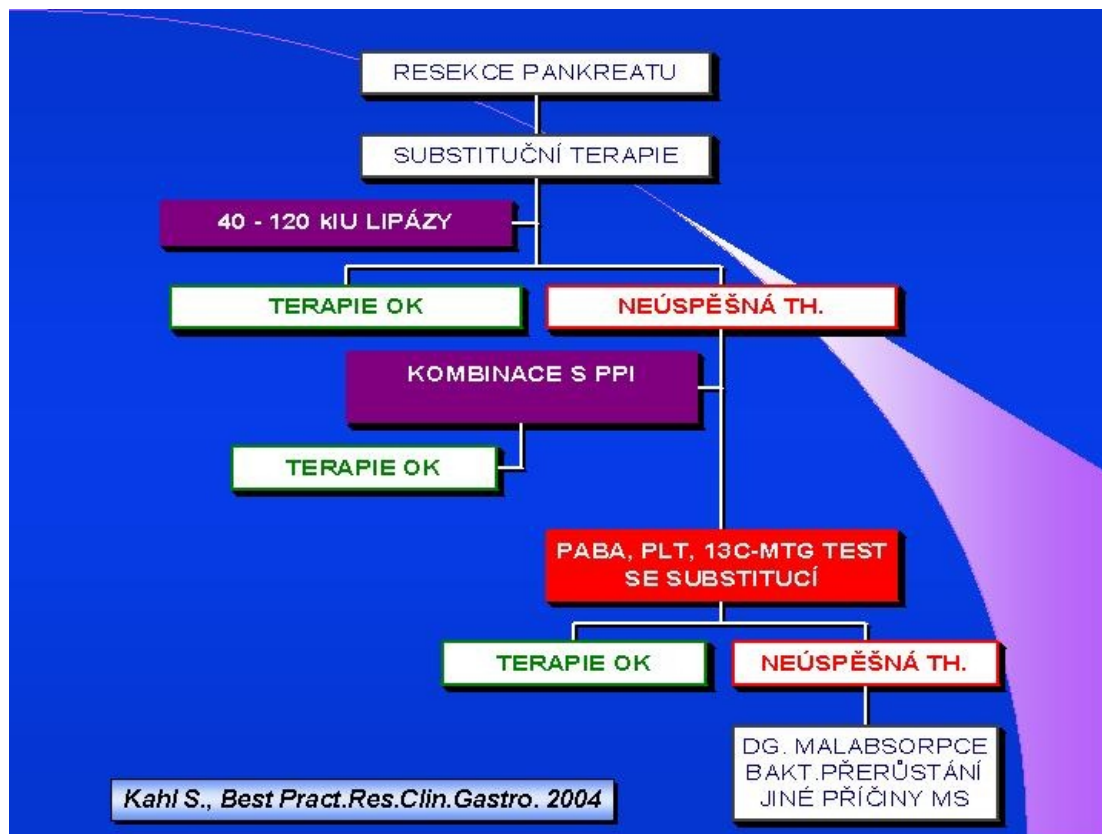 RESEKCE PANKREATU
SUBSTITUČNÍ TERAPIE
40 - 120 kIU LIPÁZY
TERAPIE OK
NEÚSPĚŠNÁ TH.
KOMBINACE S PPI
TERAPIE OK
PABA, PLT, 13C-MTG TEST
SE SUBSTITUCÍ
TERAPIE OK
NEÚSPĚŠNÁ TH.
DG. MALABSORPCE
BAKT.PŘERŮSTÁNÍ
JINÉ PŘÍČINY MS
Kahl S., Best Pract.Res.Clin.Gastro. 2004